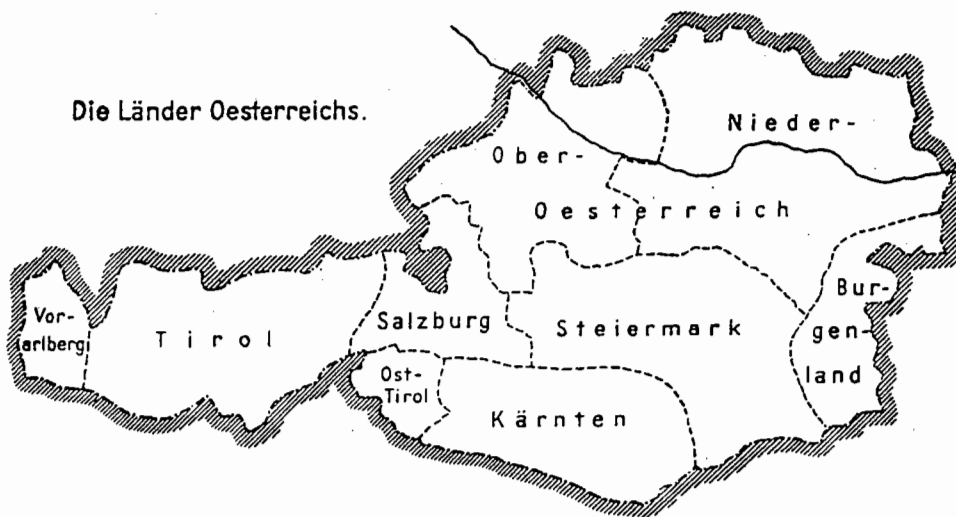 Die Länder Oesterreichs.
Nieder-
Ober-
Oesterreich
Bur-
gen-
land
Vor-
arlberg
Tirol
Salzburg
Steiermark
Ost-
Tirol
Kärnten